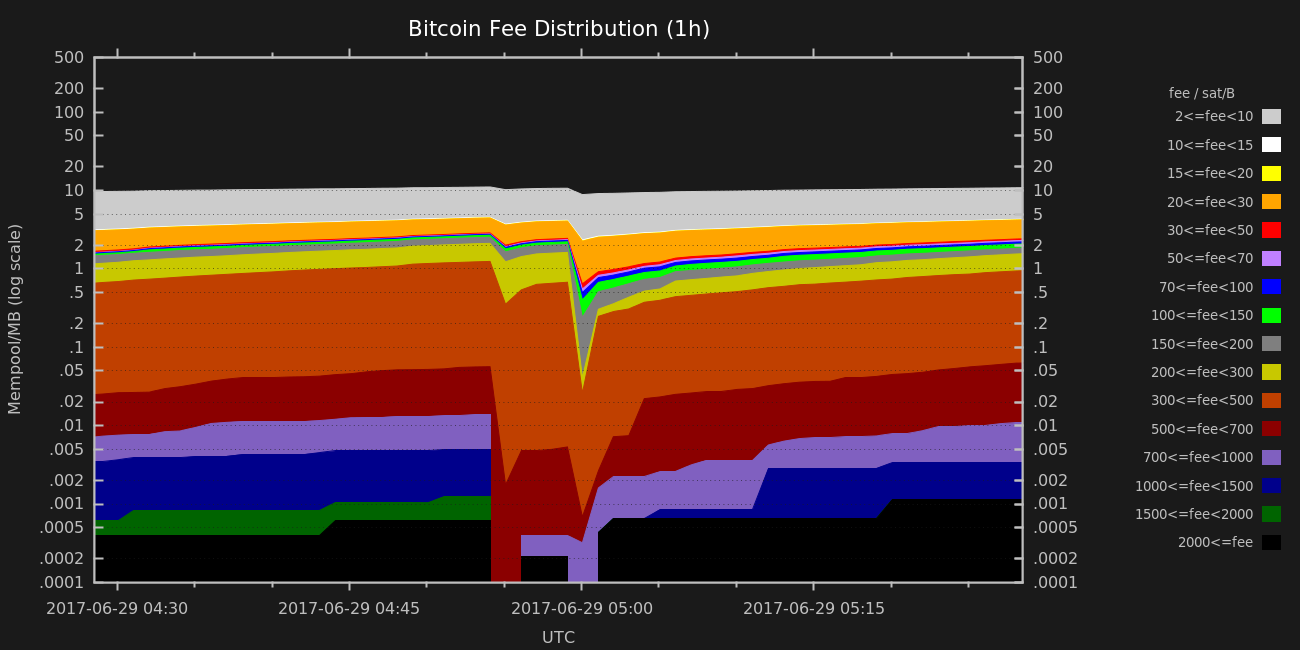 Bitcoin Fee Distribution (1h)
Mempool/MB (log scale)
500
200
100
50
20
10
5
2
1
.5
.2
.1
.05
.02
.01
.005
.002
.001
.0005
.0002
.0001
500
200
100
50
20
10
5
2
1
.5
.2
.1
.05
.02
.01
.005
.002
.001
.0005
.0002
.0001
2017-06-29 04:30 2017-06-29 04:45 2017-06-29 05:00 2017-06-29 05:15
UTC
fee / sat/B
2<=fee<10
10<=fee<15
15<=fee<20
20<=fee<30
30<=fee<50
50<=fee<70
70<=fee<100
100<=fee<150
150<=fee<200
200<=fee<300
300<=fee<500
500<=fee<700
700<=fee<1000
1000<=fee<1500
1500<=fee<2000
2000<=fee